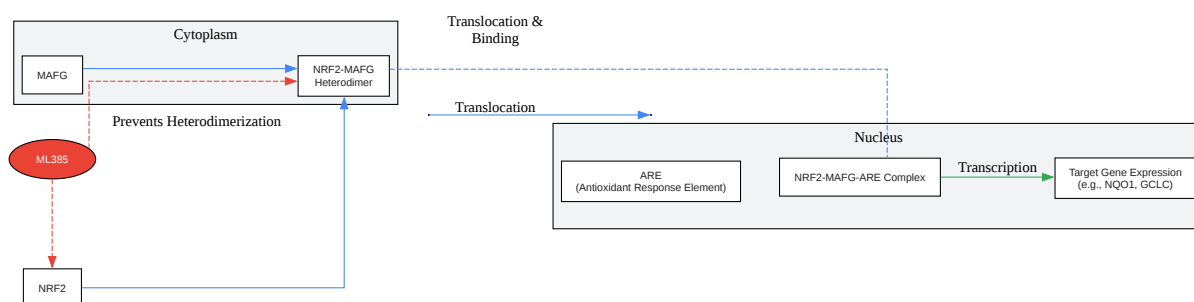 Translocation &
Binding
Cytoplasm
MAFG
NRF2-MAFG
Heterodimer
Translocation
Prevents Heterodimerization
Nucleus
ML385
ARE
(Antioxidant Response Element)
NRF2-MAFG-ARE Complex
Transcription
Target Gene Expression
(e.g., NQO1, GCLC)
NRF2